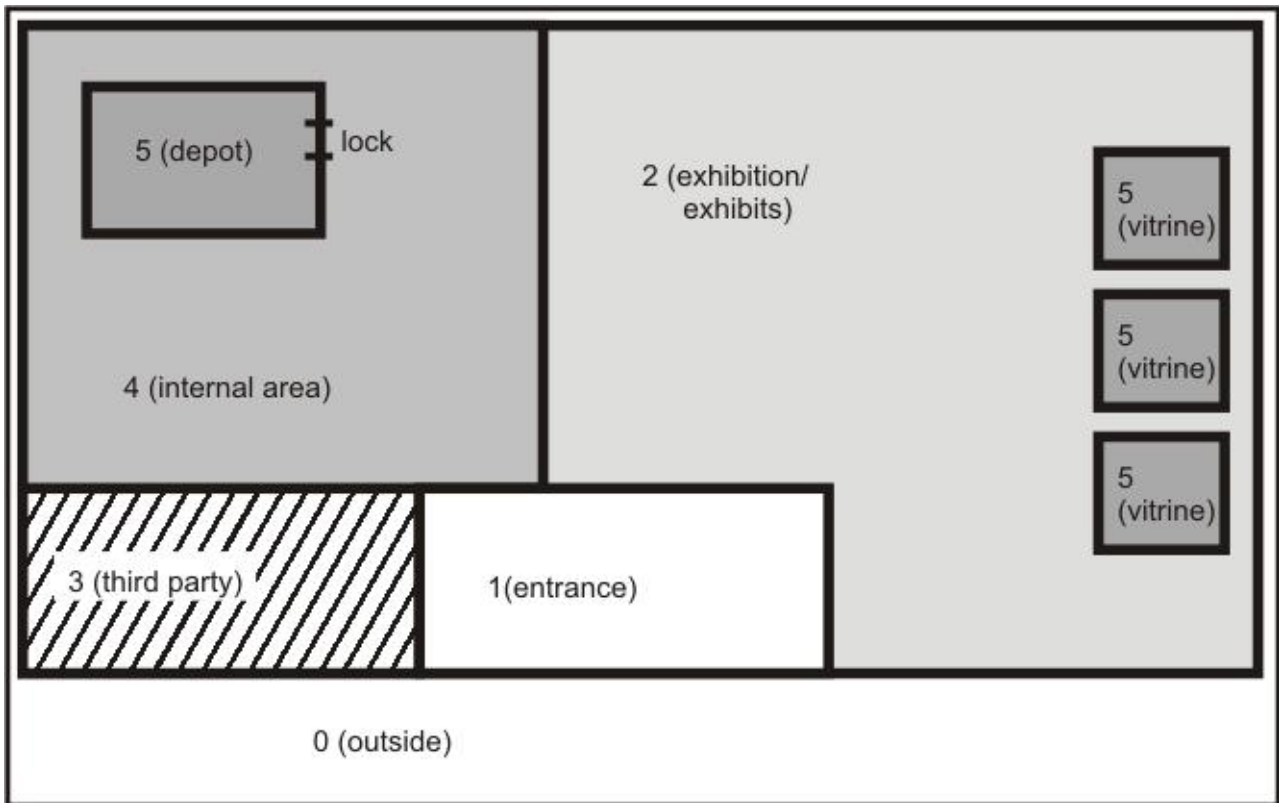 5 (depot)
lock
2 (exhibition/
exhibits)
5
(vitrine)
5
(vitrine)
4 (internal area)
5
(vitrine)
3 (third party)
1(entrance)
0 (outside)